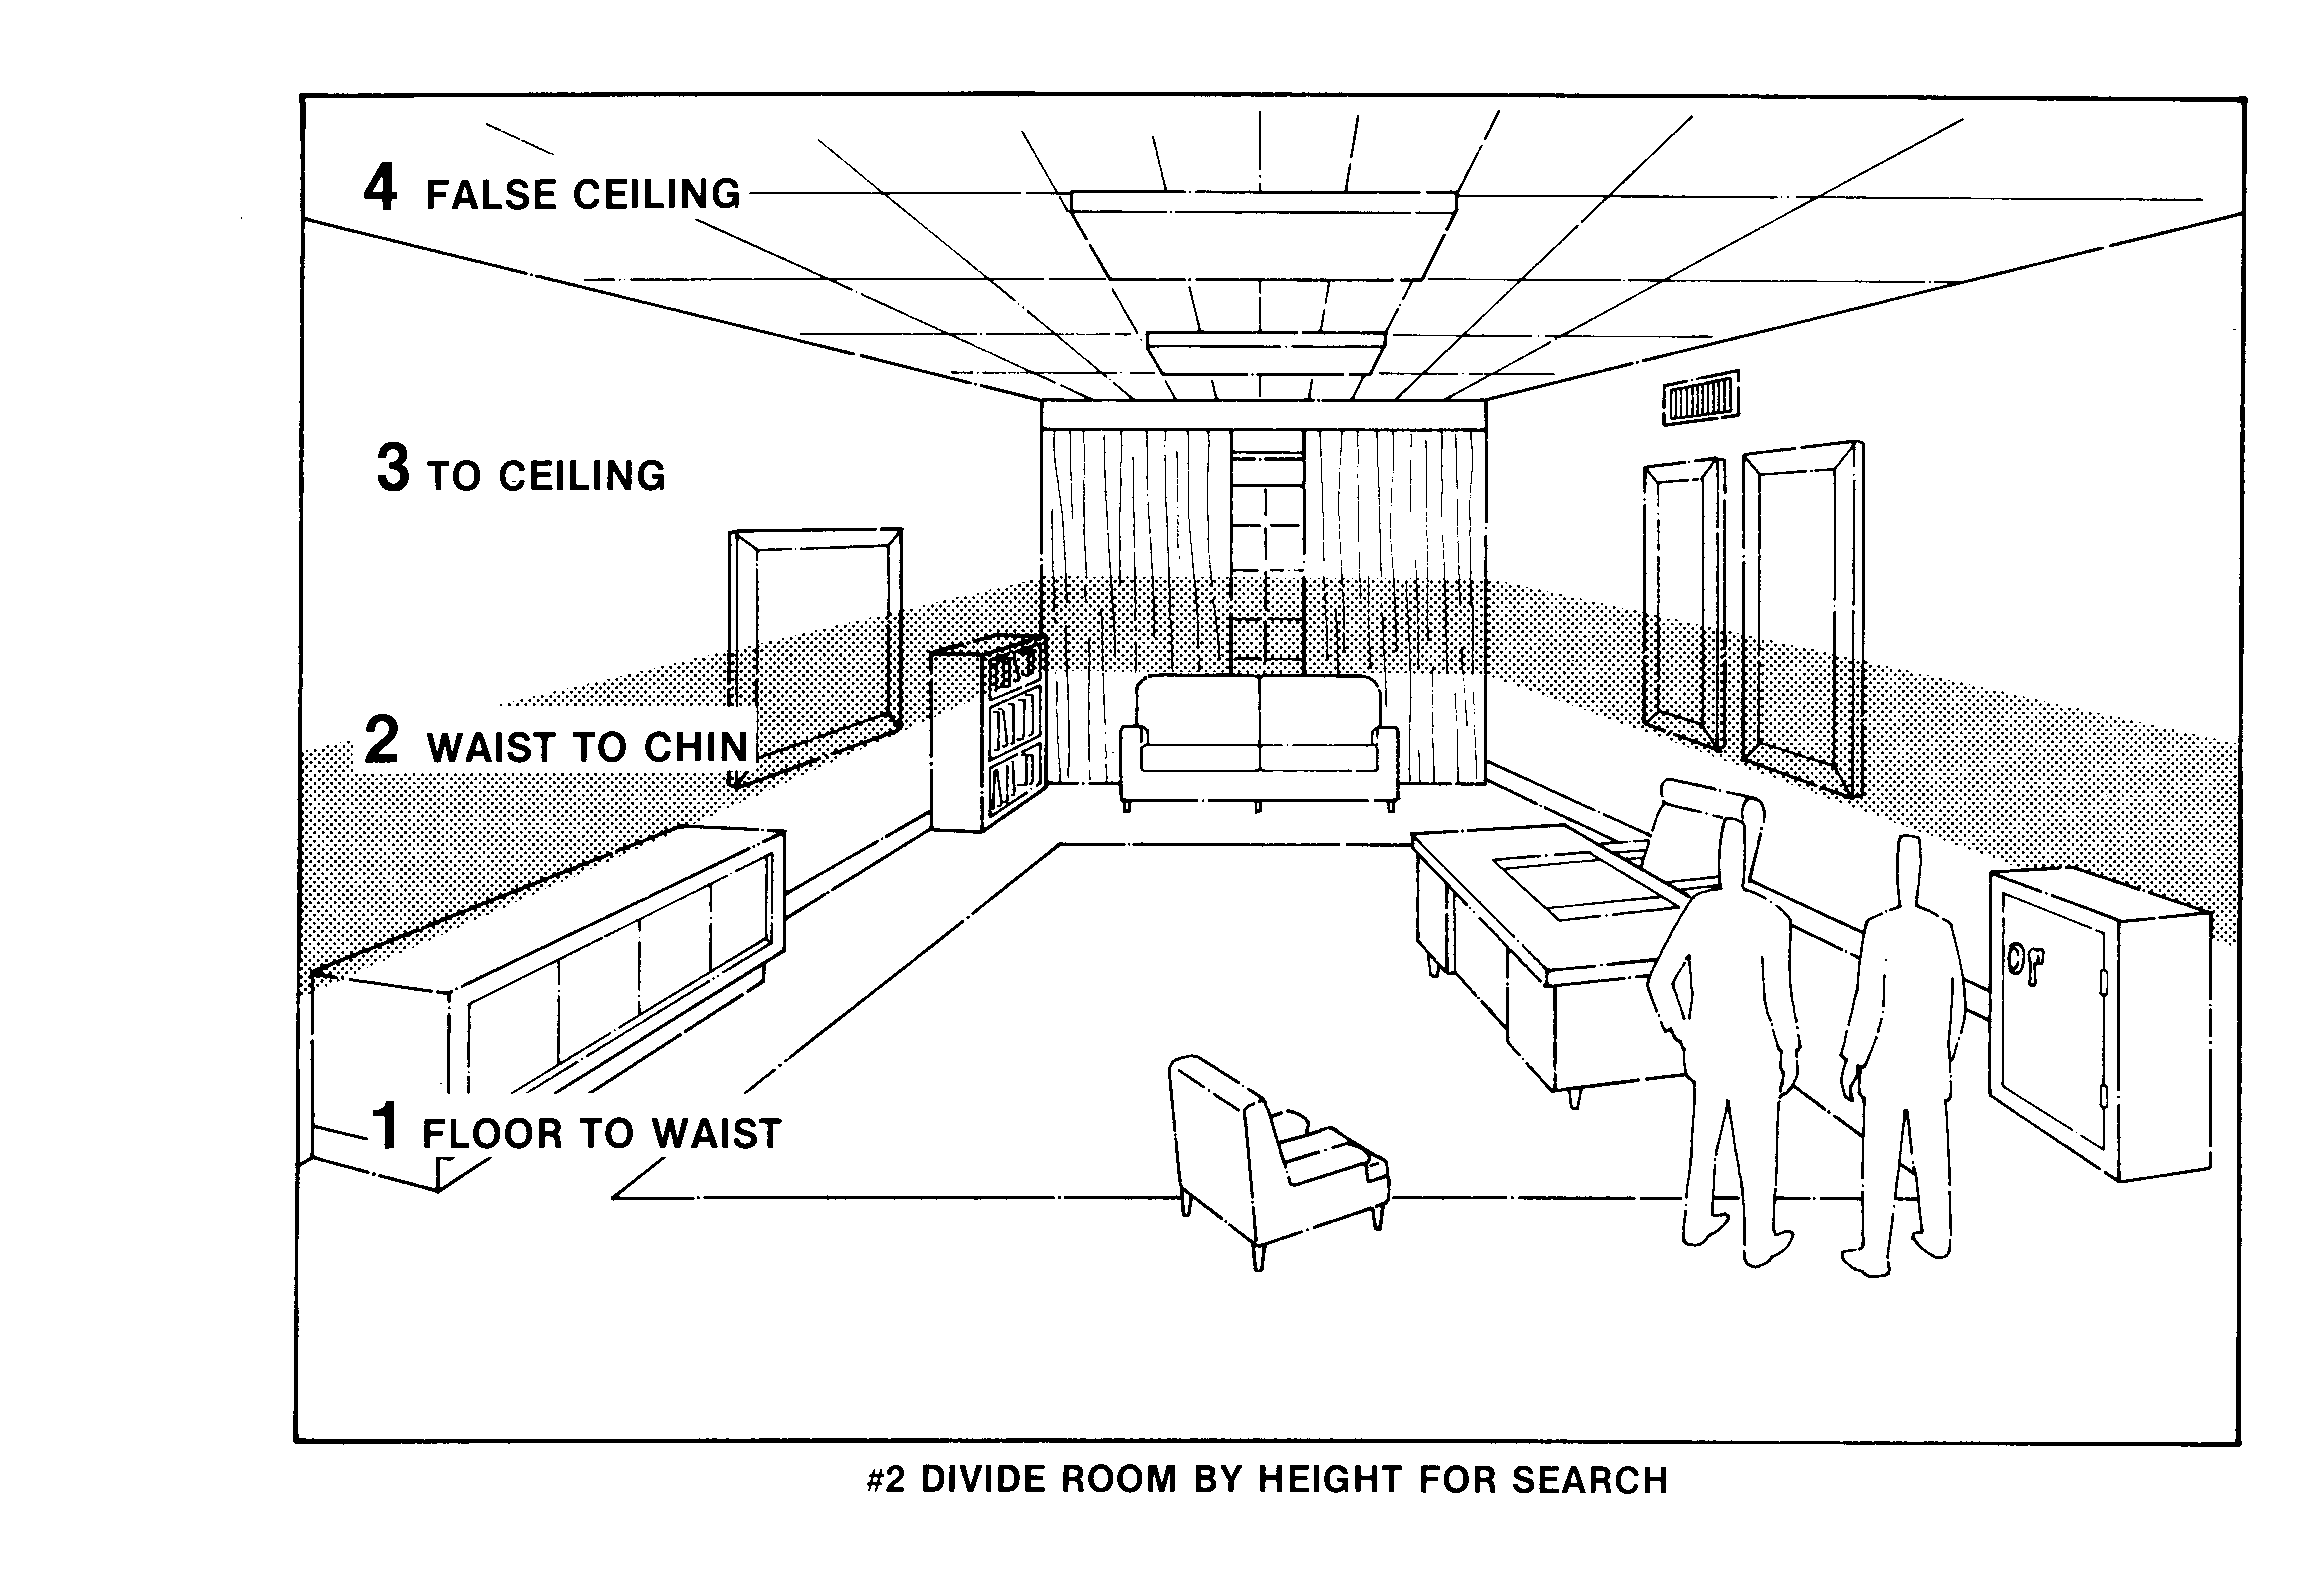 4 FALSE CEILING
3 TO CEILING
2 WAIST TO CHIN
1 FLOOR TO WAIST
#2 DIVIDE ROOM BY HEIGHT FOR SEARCH